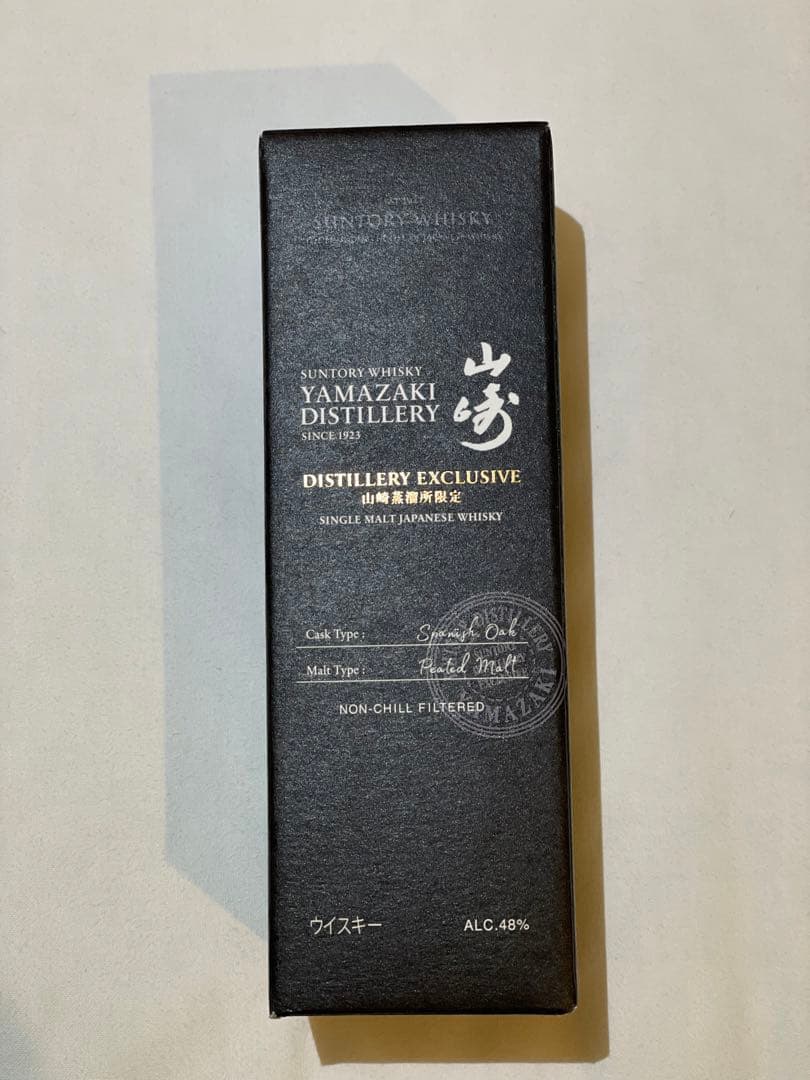 SUNTORY WHISKY
SUNTORY WHISKY
YAMAZAKI
DISTILLERY
SINCE 1923
山崎
DISTILLERY EXCLUSIVE
山崎蒸溜所限定
SINGLE MALT JAPANESE WHISKY
Cask Type : Spanish Oak
Malt Type : Peated Malt
DISTILLERY
YAMAZAKI
NON-CHILL FILTERED
ウイスキー
ALC.48%